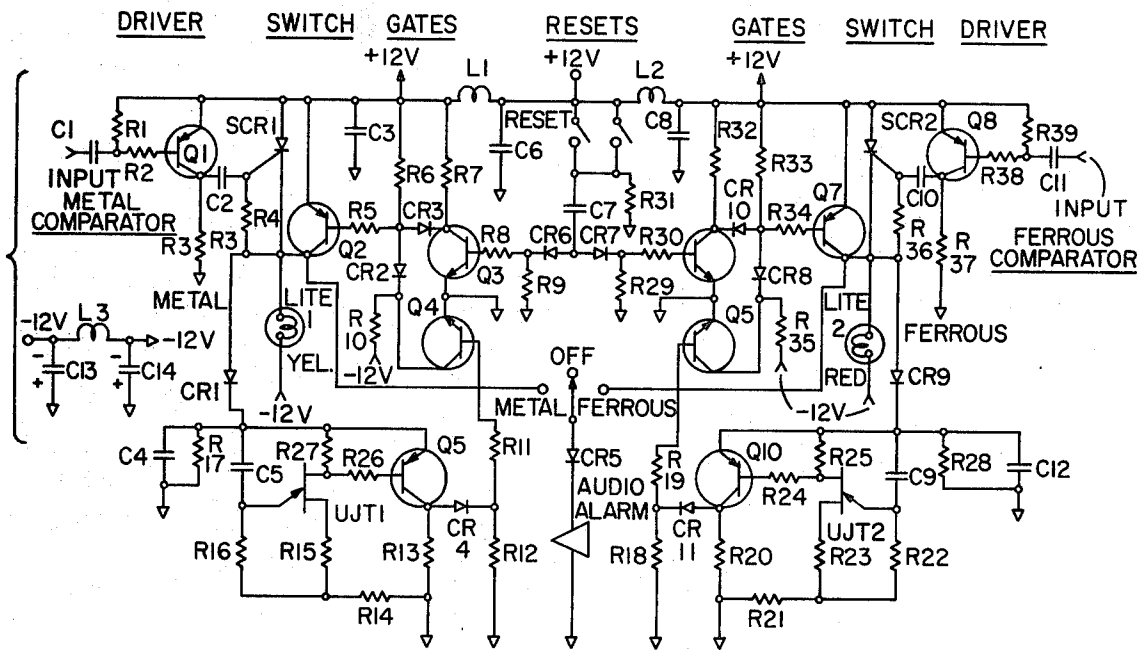 DRIVER SWITCH GATES RESETS GATES SWITCH DRIVER
+12V +12V +12V
L1 L2
C1 R1 SCR1 C3 RESET C8 R32 SCR2 Q8 R39
Q1 C6 R33
R2 R6 R7 CR 10 Q7 R38 C11
INPUT METAL COMPARATOR
C2 R4 R5 CR3 C7 R31 R34 C10 INPUT
R3 R3 Q2 R8 CR6 CR7 R30 R 36 R 37 FERROUS COMPARATOR
CR2 Q3 R9 R29 CR8
METAL LITE 1 Q4 Q5 LITE 2 FERROUS
-12V L3 -12V R 10 R 35
- C13 + - C14 + YEL. -12V OFF RED
CR1 -12V METAL FERROUS -12V CR9
R27 Q5 R11 CR5 R 19 Q10 R25
C4 R 17 C5 R26 AUDIO ALARM R24 C9 R28 C12
UJT1 CR 4 CR 11 UJT2
R16 R15 R13 R12 R18 R20 R23 R22
R14 R21